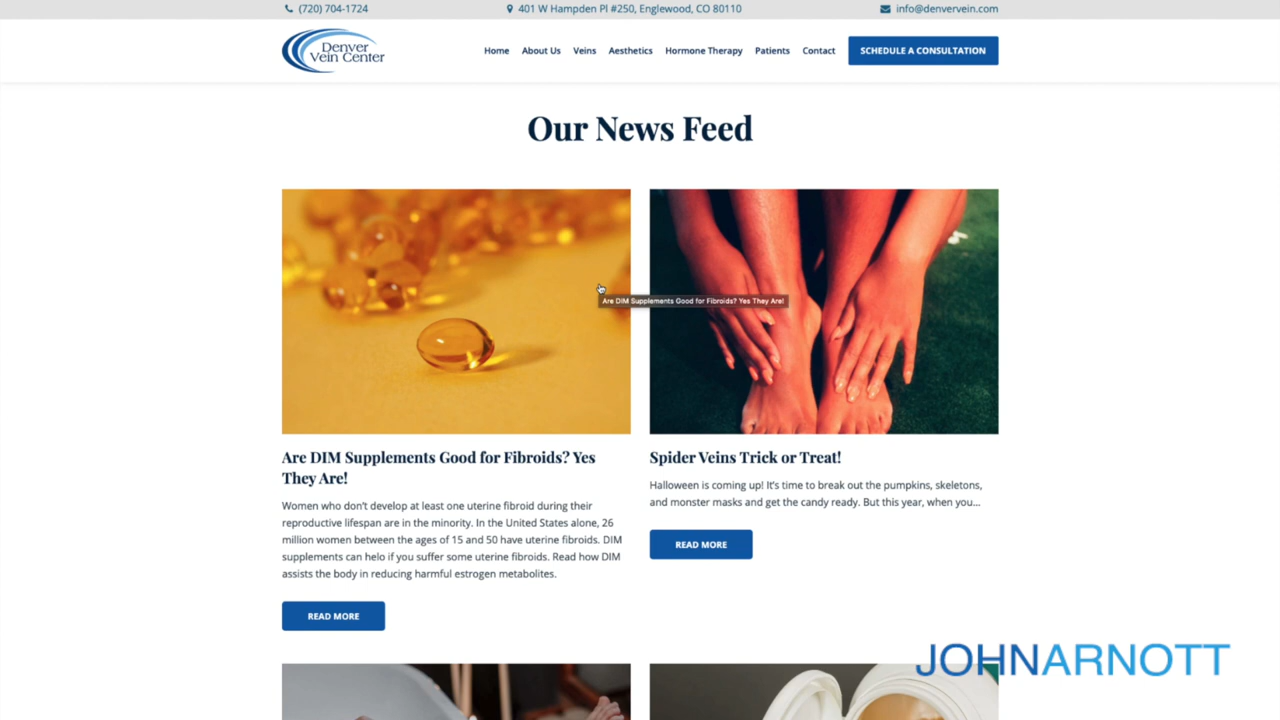 (720) 704-1724
401 W Hampden Pl #250, Englewood, CO 80110
info@denvervein.com
Denver
Vein Center
Home About Us Veins Aesthetics Hormone Therapy Patients Contact SCHEDULE A CONSULTATION
Our News Feed
Are DIM Supplements Good for Fibroids? Yes They Are!
Are DIM Supplements Good for Fibroids? Yes
They Are!
Women who don't develop at least one uterine fibroid during their
reproductive lifespan are in the minority. In the United States alone, 26
million women between the ages of 15 and 50 have uterine fibroids. DIM
supplements can helo if you suffer some uterine fibroids. Read how DIM
assists the body in reducing harmful estrogen metabolites.
READ MORE
Spider Veins Trick or Treat!
Halloween is coming up! It's time to break out the pumpkins, skeletons,
and monster masks and get the candy ready. But this year, when you...
READ MORE
JOHNARNOTT